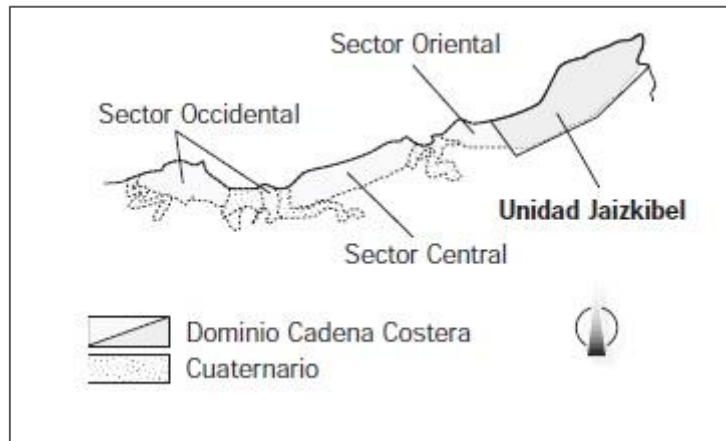 Sector Oriental
Sector Occidental
Unidad Jaizkibel
Sector Central
Dominio Cadena Costera
Cuaternario